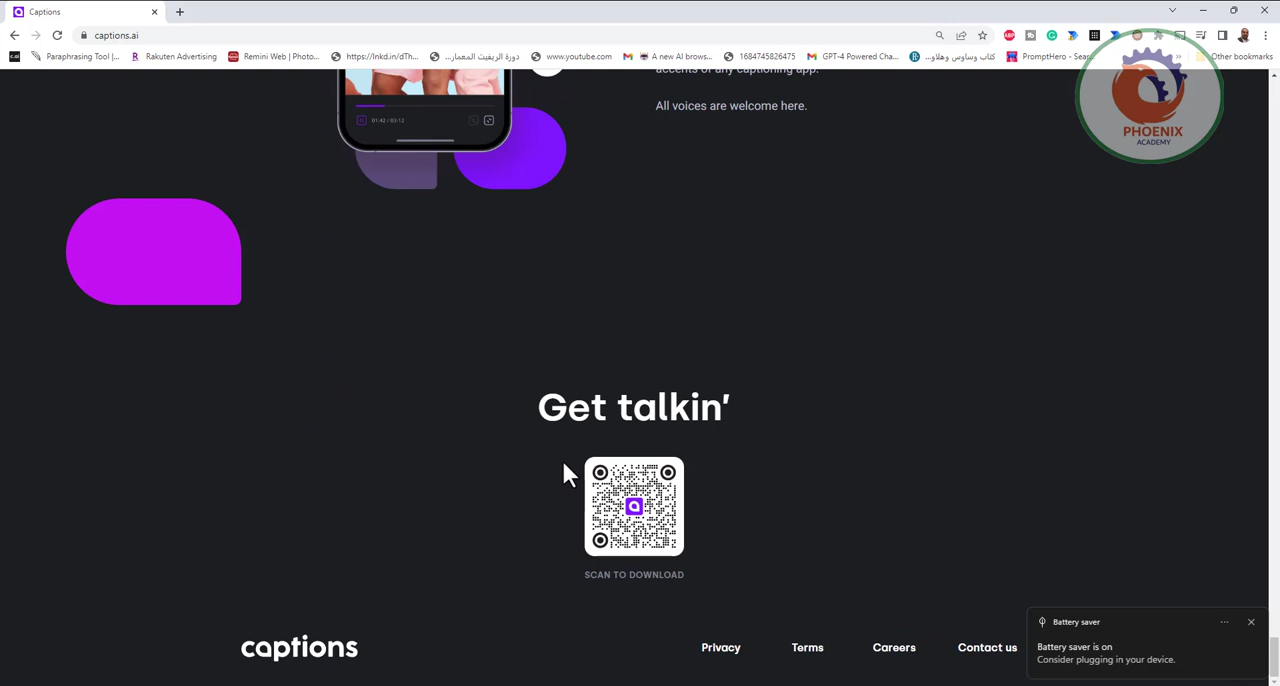 Captions
captions.ai
c.ai
Paraphrasing Tool |...
Rakuten Advertising
Remini Web | Photo...
https://lnkd.in/dTh...
دورة الريفيت المعمار...
www.youtube.com
A new AI brows...
1684745826475
GPT-4 Powered Cha...
كتاب وساوس وهلاو...
PromptHero - Sear
Other bookmarks
ABP
PHOENIX
ACADEMY
accents of any captioning app.
All voices are welcome here.
01:42 / 03:12
Get talkin'
SCAN TO DOWNLOAD
captions
Privacy
Terms
Careers
Contact us
Battery saver
Battery saver is on
Consider plugging in your device.